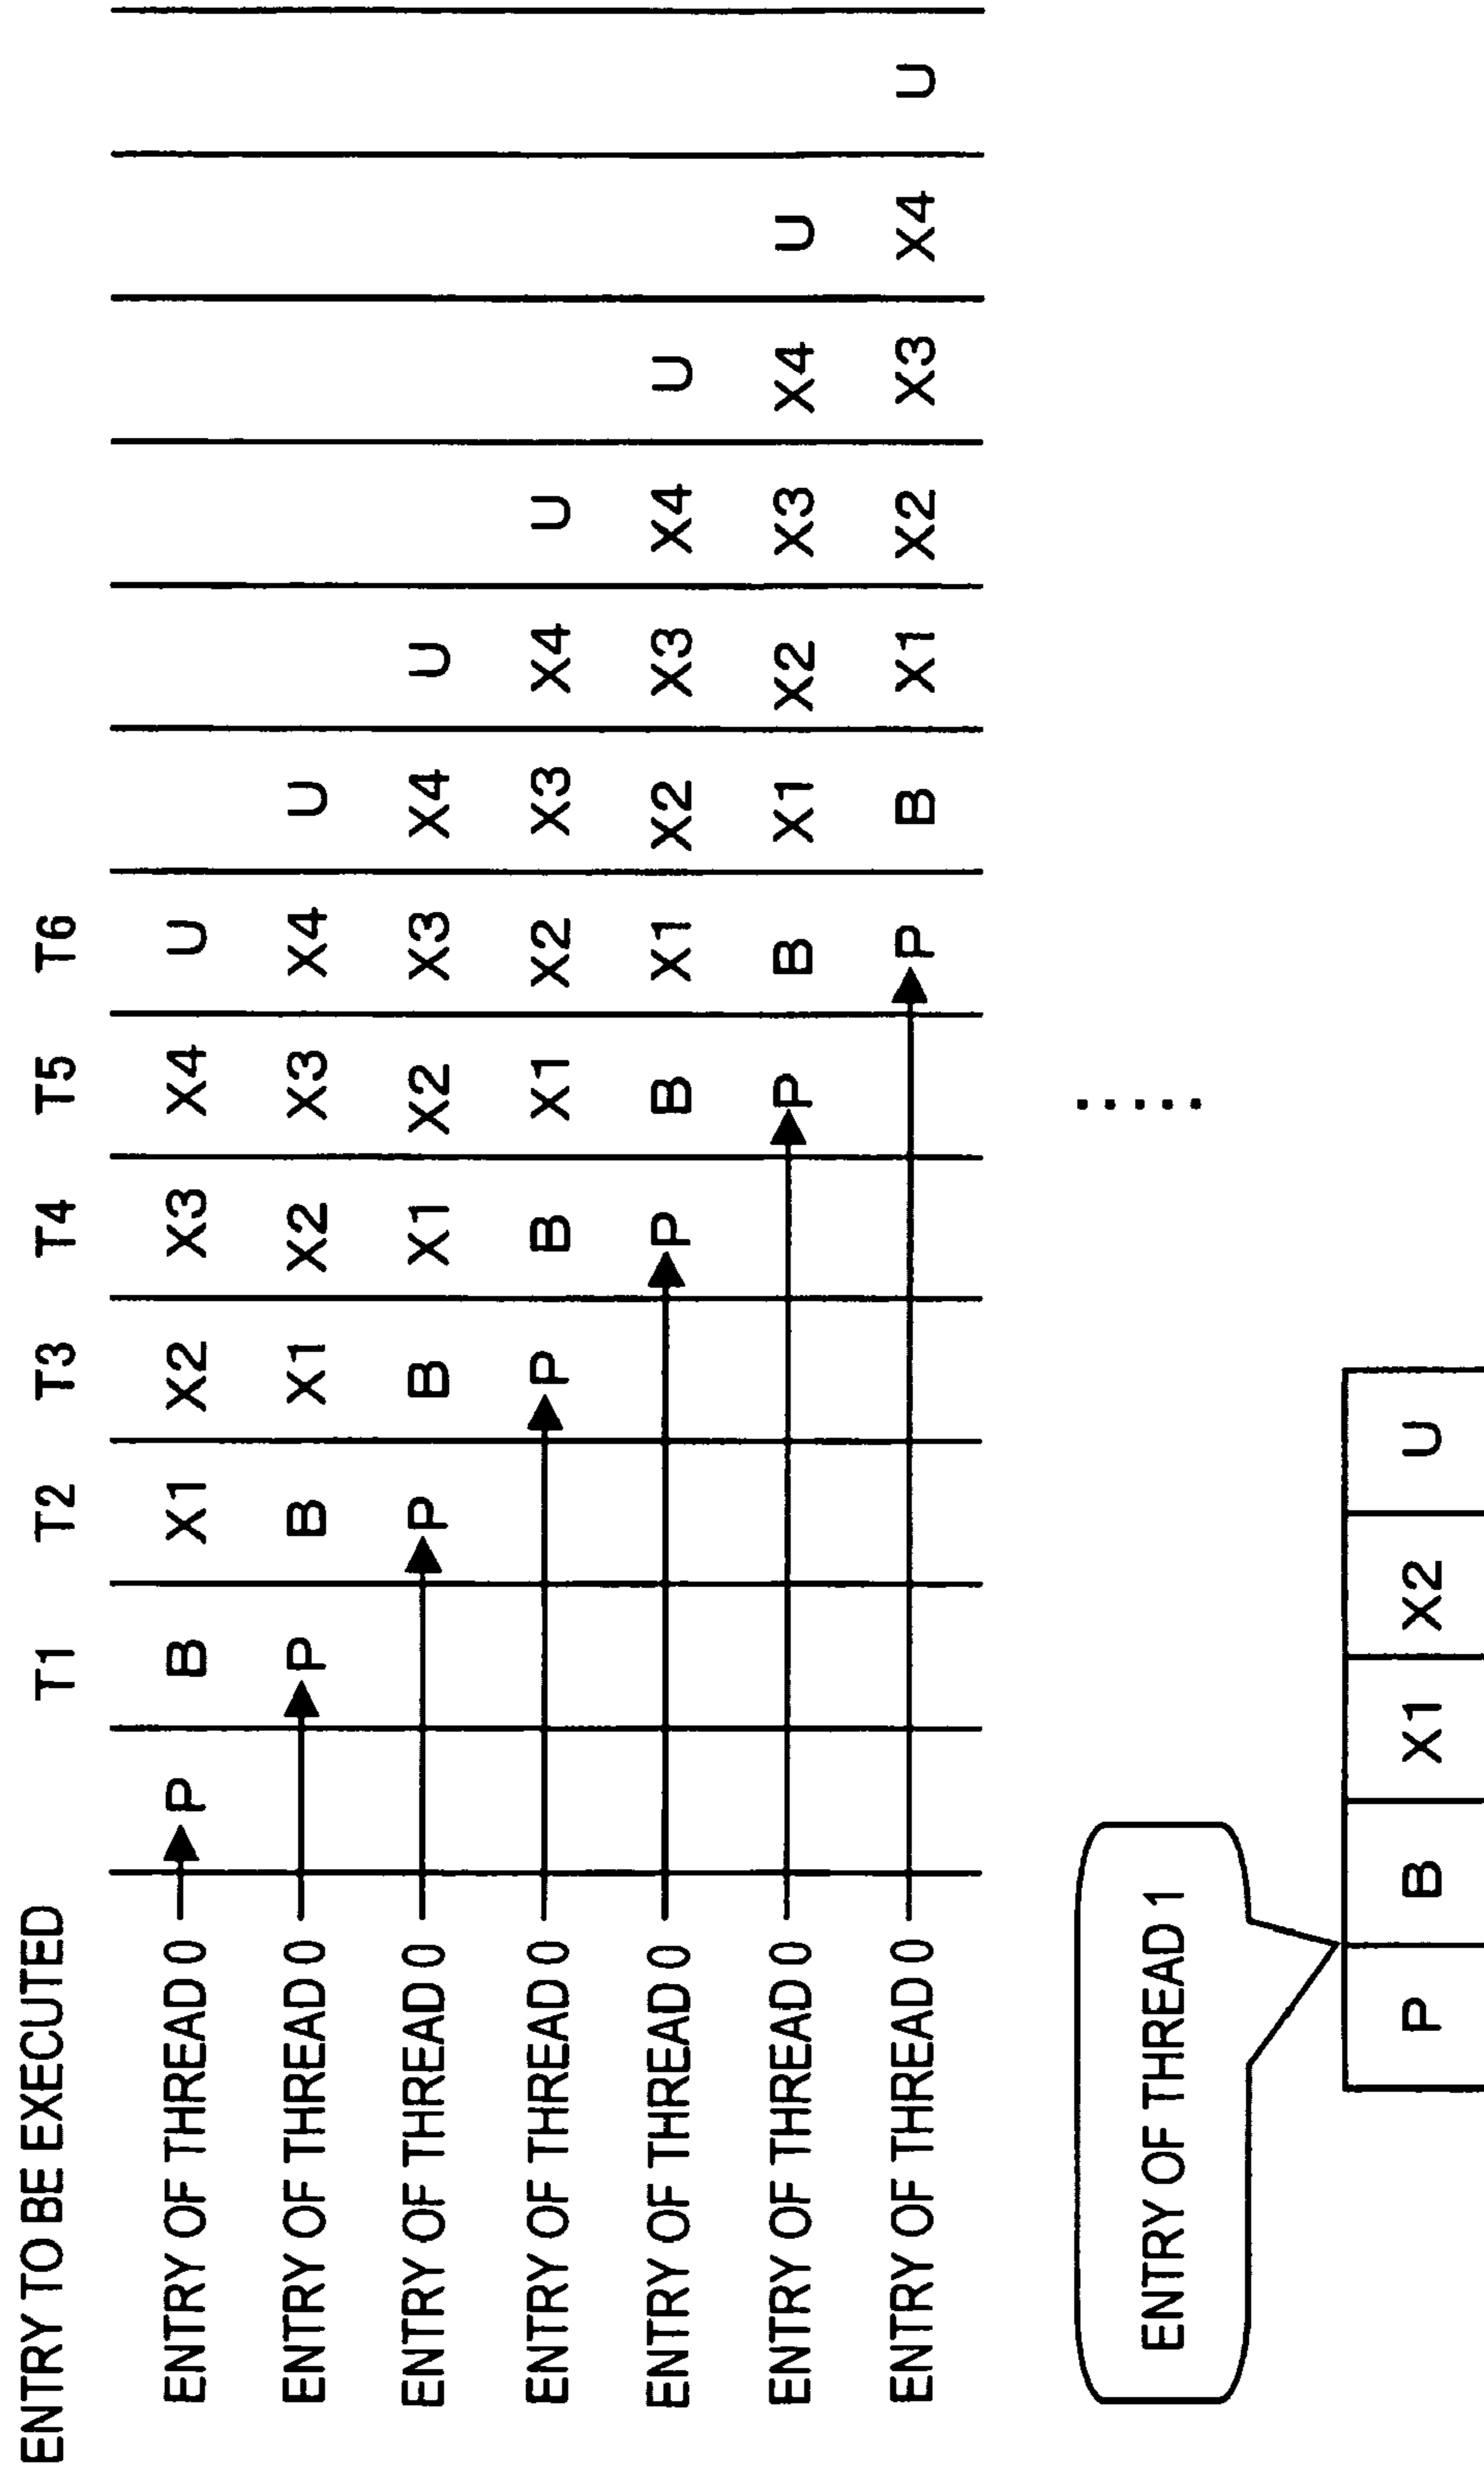 ENTRY TO BE EXECUTED T1 T2 T3 T4 T5 T6
ENTRY OF THREAD 0 P B X1 X2 X3 X4 U
ENTRY OF THREAD 0 P B X1 X2 X3 X4 U
ENTRY OF THREAD 0 P B X1 X2 X3 X4 U
ENTRY OF THREAD 0 P B X1 X2 X3 X4 U
ENTRY OF THREAD 0 P B X1 X2 X3 X4 U
ENTRY OF THREAD 0 P B X1 X2 X3 X4 U
ENTRY OF THREAD 0 P B X1 X2 X3 X4 U
.....
ENTRY OF THREAD 1
P B X1 X2 U